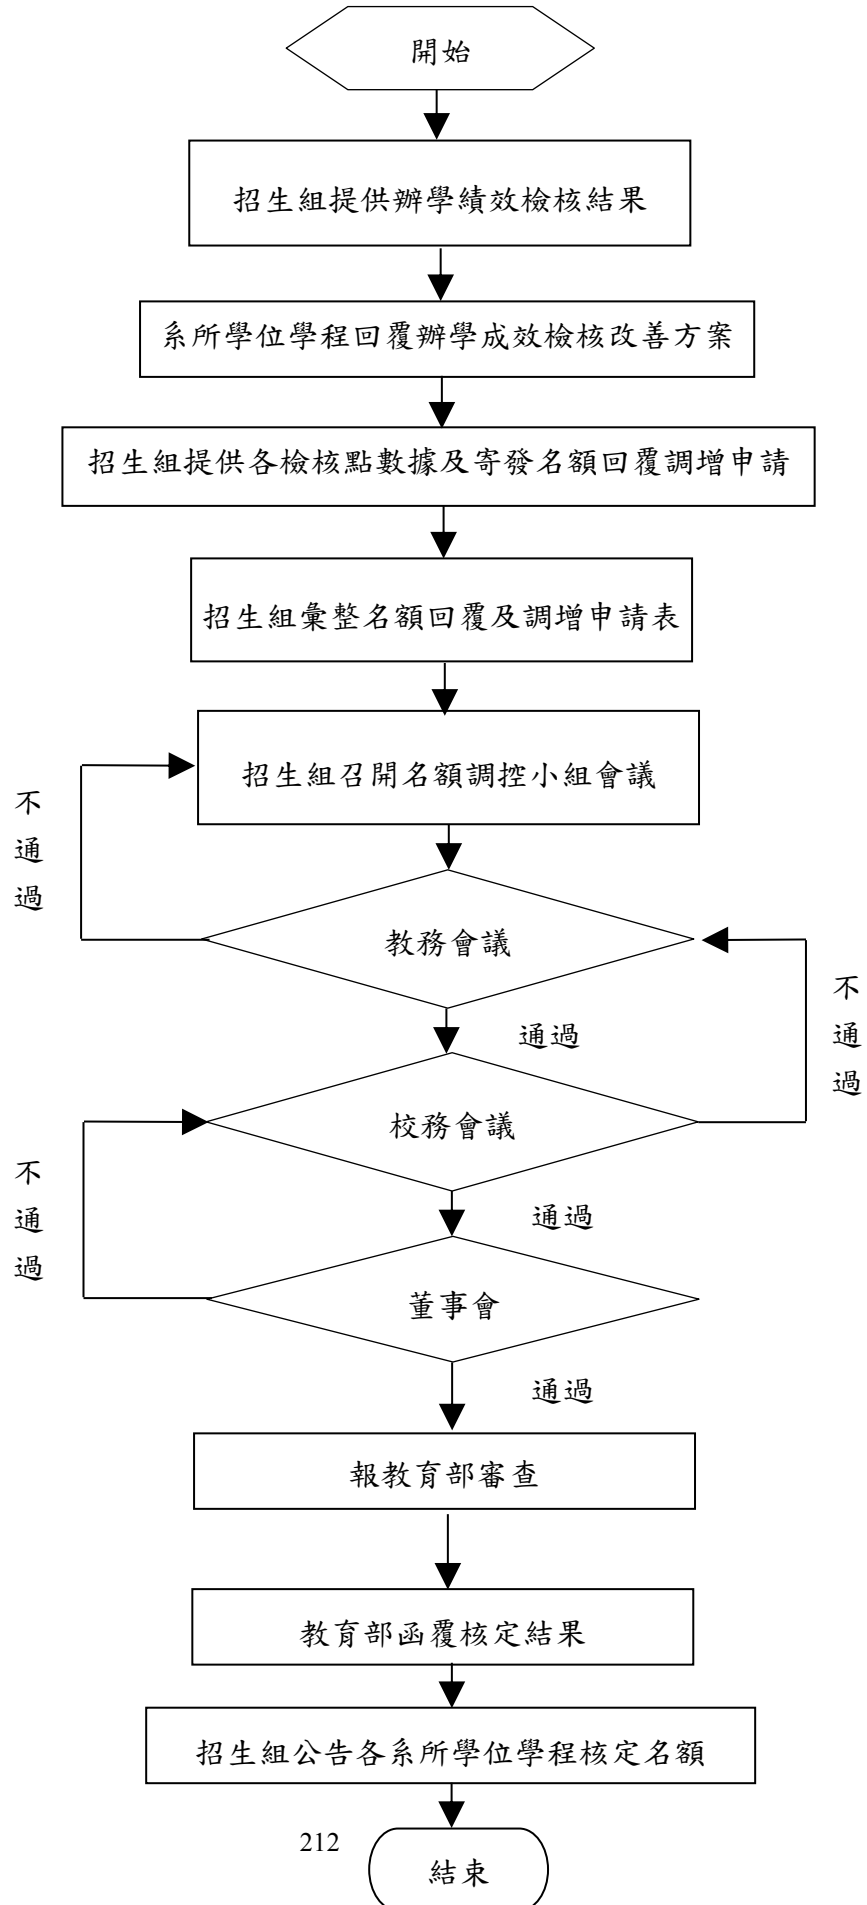 開始
招生組提供辦學績效檢核結果
系所學位學程回覆辦學成效檢核改善方案
招生組提供各檢核點數據及寄發名額回覆調增申請
招生組彙整名額回覆及調增申請表
招生組召開名額調控小組會議
不
通
過
教務會議
不
通
過
通過
校務會議
不
通
過
通過
董事會
通過
報教育部審查
教育部函覆核定結果
招生組公告各系所學位學程核定名額
212
結束